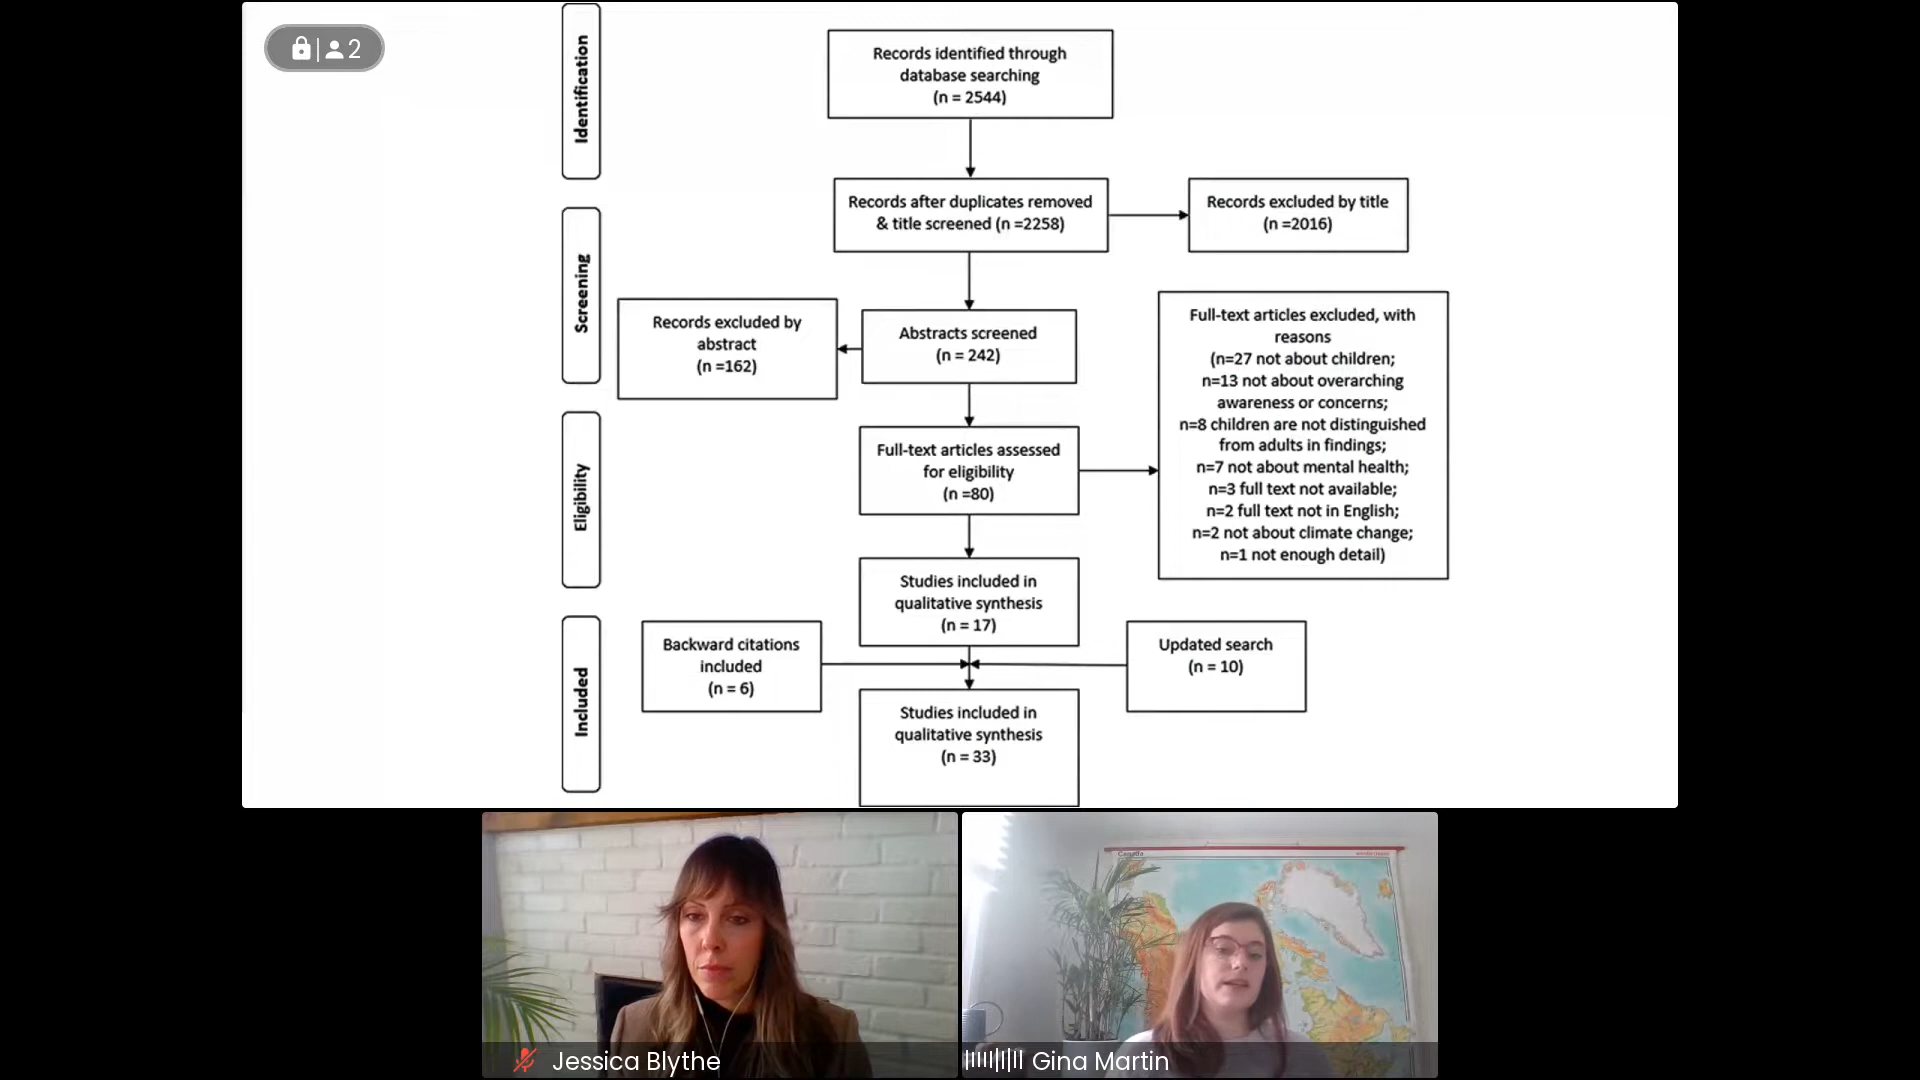 2
Identification
Records identified through
database searching
(n = 2544)
Records after duplicates removed
& title screened (n =2258)
Records excluded by title
(n =2016)
Screening
Records excluded by
abstract
(n =162)
Abstracts screened
(n = 242)
Full-text articles excluded, with
reasons
(n=27 not about children;
n=13 not about overarching
awareness or concerns;
n=8 children are not distinguished
from adults in findings;
n=7 not about mental health;
n=3 full text not available;
n=2 full text not in English;
n=2 not about climate change;
n=1 not enough detail)
Eligibility
Full-text articles assessed
for eligibility
(n =80)
Studies included in
qualitative synthesis
(n = 17)
Included
Backward citations
included
(n = 6)
Updated search
(n = 10)
Studies included in
qualitative synthesis
(n = 33)
Canada
Jessica Blythe
Gina Martin